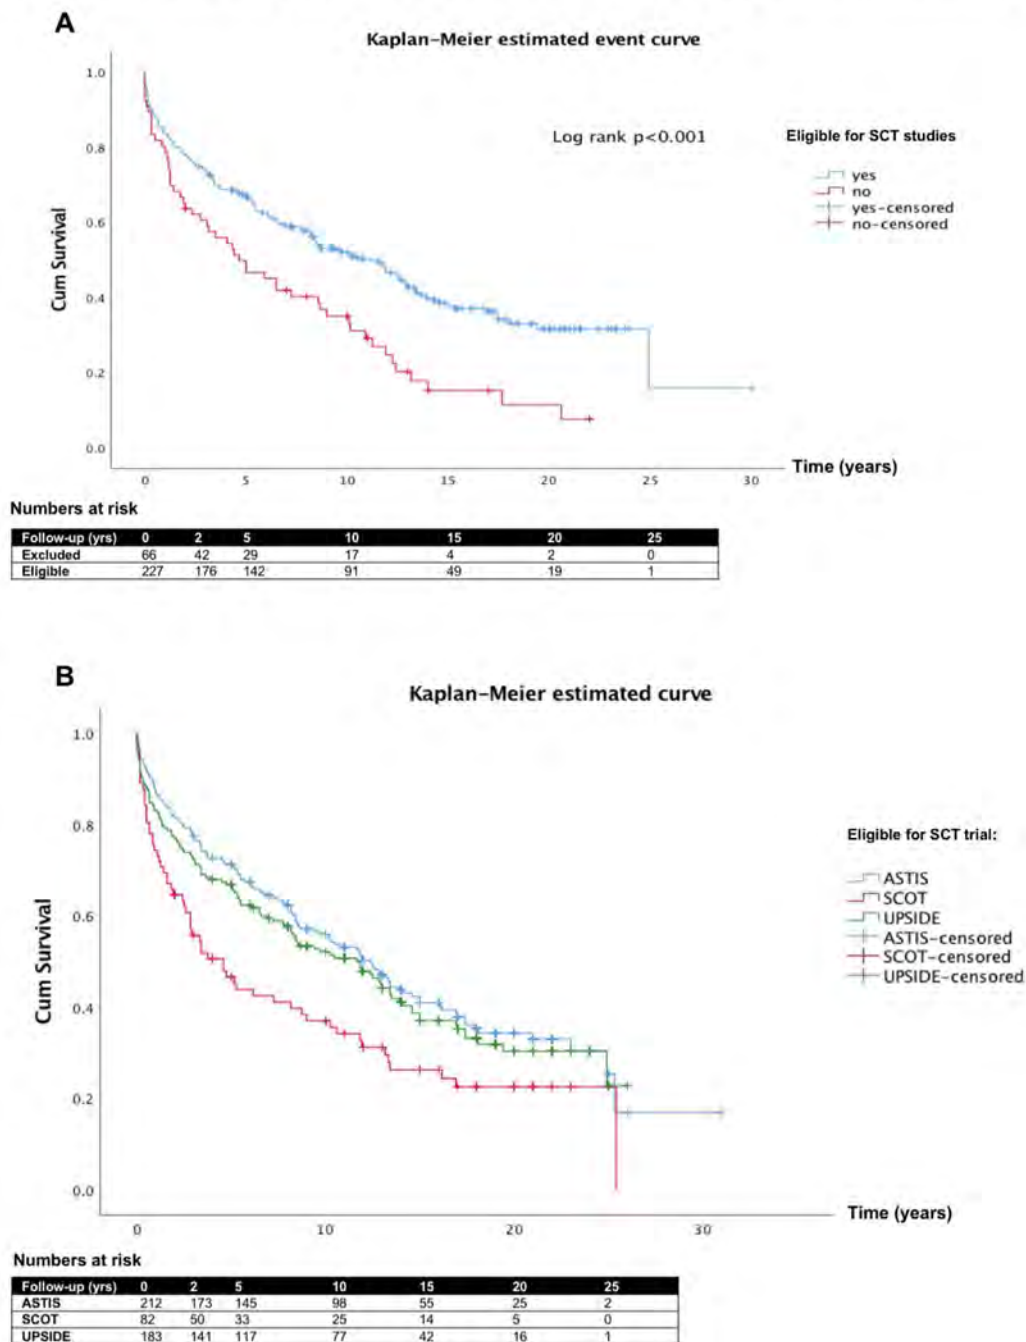 A
Kaplan-Meier estimated event curve
Log rank p<0.001
Eligible for SCT studies
yes
no
yes-censored
no-censored
Cum Survival
1.0
0.8
0.6
0.4
0.2
0.0
0 5 10 15 20 25 30
Time (years)
Numbers at risk
Follow-up (yrs) 0 2 5 10 15 20 25
Excluded 66 42 29 17 4 2 0
Eligible 227 176 142 91 49 19 1
B
Kaplan-Meier estimated curve
Eligible for SCT trial:
ASTIS
SCOT
UPSIDE
ASTIS-censored
SCOT-censored
UPSIDE-censored
Cum Survival
1.0
0.8
0.6
0.4
0.2
0.0
0 10 20 30
Time (years)
Numbers at risk
Follow-up (yrs) 0 2 5 10 15 20 25
ASTIS 212 173 145 98 55 25 2
SCOT 82 50 33 25 14 5 0
UPSIDE 183 141 117 77 42 16 1